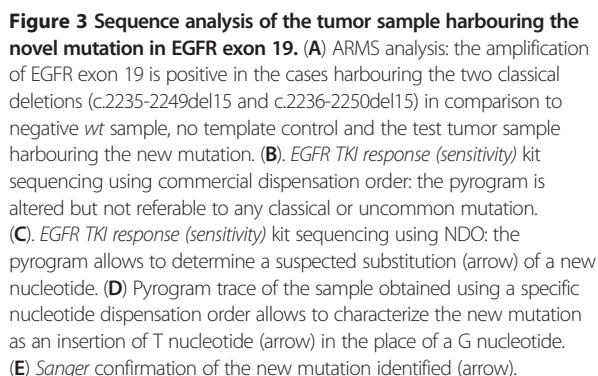 Figure 3 Sequence analysis of the tumor sample harbouring the
novel mutation in EGFR exon 19. (A) ARMS analysis: the amplification
of EGFR exon 19 is positive in the cases harbouring the two classical
deletions (c.2235-2249del15 and c.2236-2250del15) in comparison to
negative wt sample, no template control and the test tumor sample
harbouring the new mutation. (B). EGFR TKI response (sensitivity) kit
sequencing using commercial dispensation order: the pyrogram is
altered but not referable to any classical or uncommon mutation.
(C). EGFR TKI response (sensitivity) kit sequencing using NDO: the
pyrogram allows to determine a suspected substitution (arrow) of a new
nucleotide. (D) Pyrogram trace of the sample obtained using a specific
nucleotide dispensation order allows to characterize the new mutation
as an insertion of T nucleotide (arrow) in the place of a G nucleotide.
(E) Sanger confirmation of the new mutation identified (arrow).